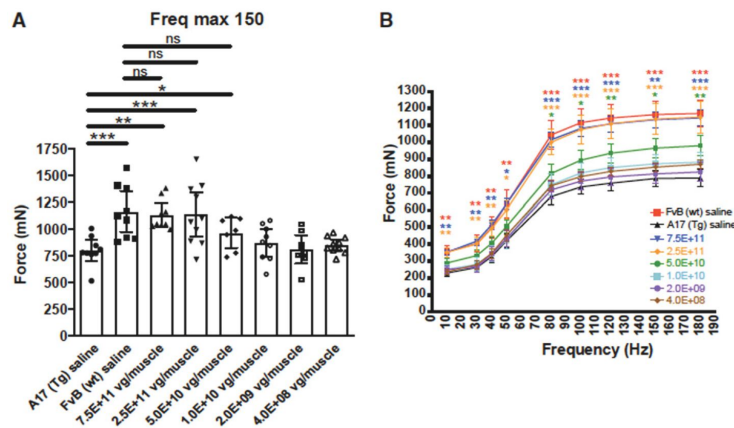 A
Freq max 150
ns
ns
ns
*
***
**
***
Force (mN)
1750
1500
1250
1000
750
500
250
0
A17 (Tg) saline
FvB (wt) saline
7.5E+11 vg/muscle
2.5E+11 vg/muscle
5.0E+10 vg/muscle
1.0E+10 vg/muscle
2.0E+09 vg/muscle
4.0E+08 vg/muscle
B
Force (mN)
1300
1200
1100
1000
900
800
700
600
500
400
300
200
100
0
** ** ** ** *** *** *** *** ***
** ** ** * *** *** *** ** ***
** ** ** * *** *** *** *** ***
* * ** * **
FvB (wt) saline
A17 (Tg) saline
7.5E+11
2.5E+11
5.0E+10
1.0E+10
2.0E+09
4.0E+08
0 10 20 30 40 50 60 70 80 90 100 110 120 130 140 150 160 170 180 190
Frequency (Hz)